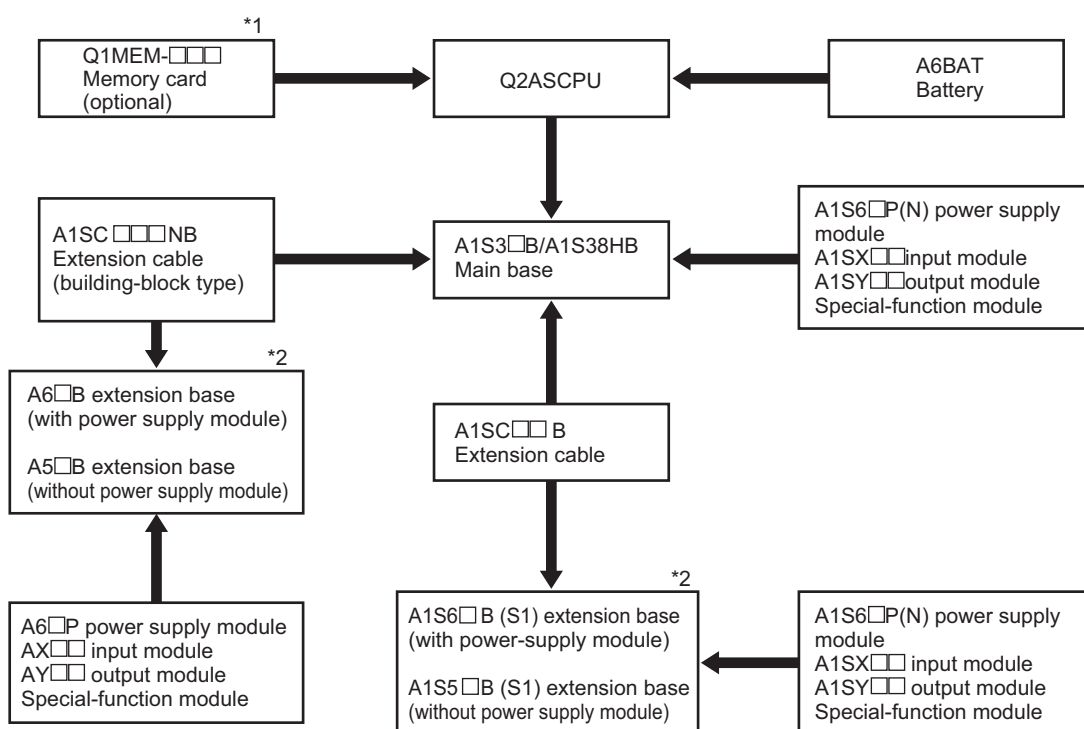 *1
Q1MEM-□□□
Memory card
(optional)
Q2ASCPU
A6BAT
Battery
A1SC □□□NB
Extension cable
(building-block type)
A1S3□B/A1S38HB
Main base
A1S6□P(N) power supply
module
A1SX□□input module
A1SY□□output module
Special-function module
*2
A6□B extension base
(with power supply module)
A5□B extension base
(without power supply module)
A1SC□□ B
Extension cable
A6□P power supply module
AX□□ input module
AY□□ output module
Special-function module
*2
A1S6□ B (S1) extension base
(with power-supply module)
A1S5□B (S1) extension base
(without power supply module)
A1S6□P(N) power supply
module
A1SX□□ input module
A1SY□□ output module
Special-function module